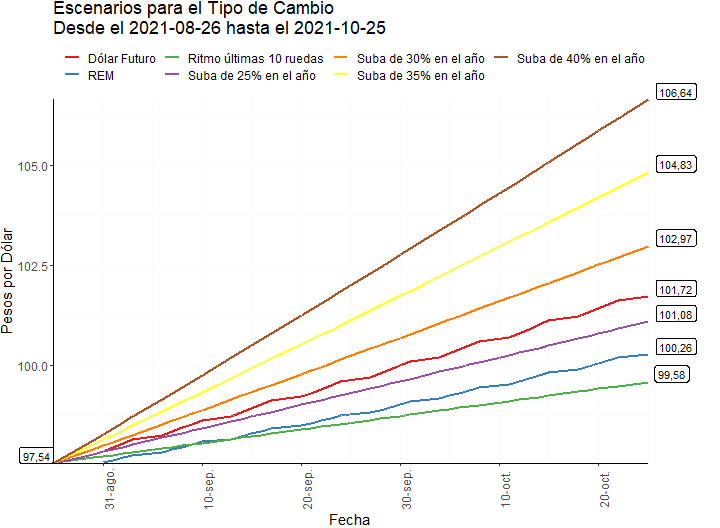 Escenarios para el Tipo de Cambio
Desde el 2021-08-26 hasta el 2021-10-25
Dólar Futuro Ritmo últimas 10 ruedas Suba de 30% en el año Suba de 40% en el año
REM Suba de 25% en el año Suba de 35% en el año
106,64
105.0
104,83
102,97
102.5
101,72
101,08
100,26
100.0
99,58
97,54
Pesos por Dólar
31-ago.
10-sep.
20-sep.
30-sep.
10-oct.
20-oct.
Fecha